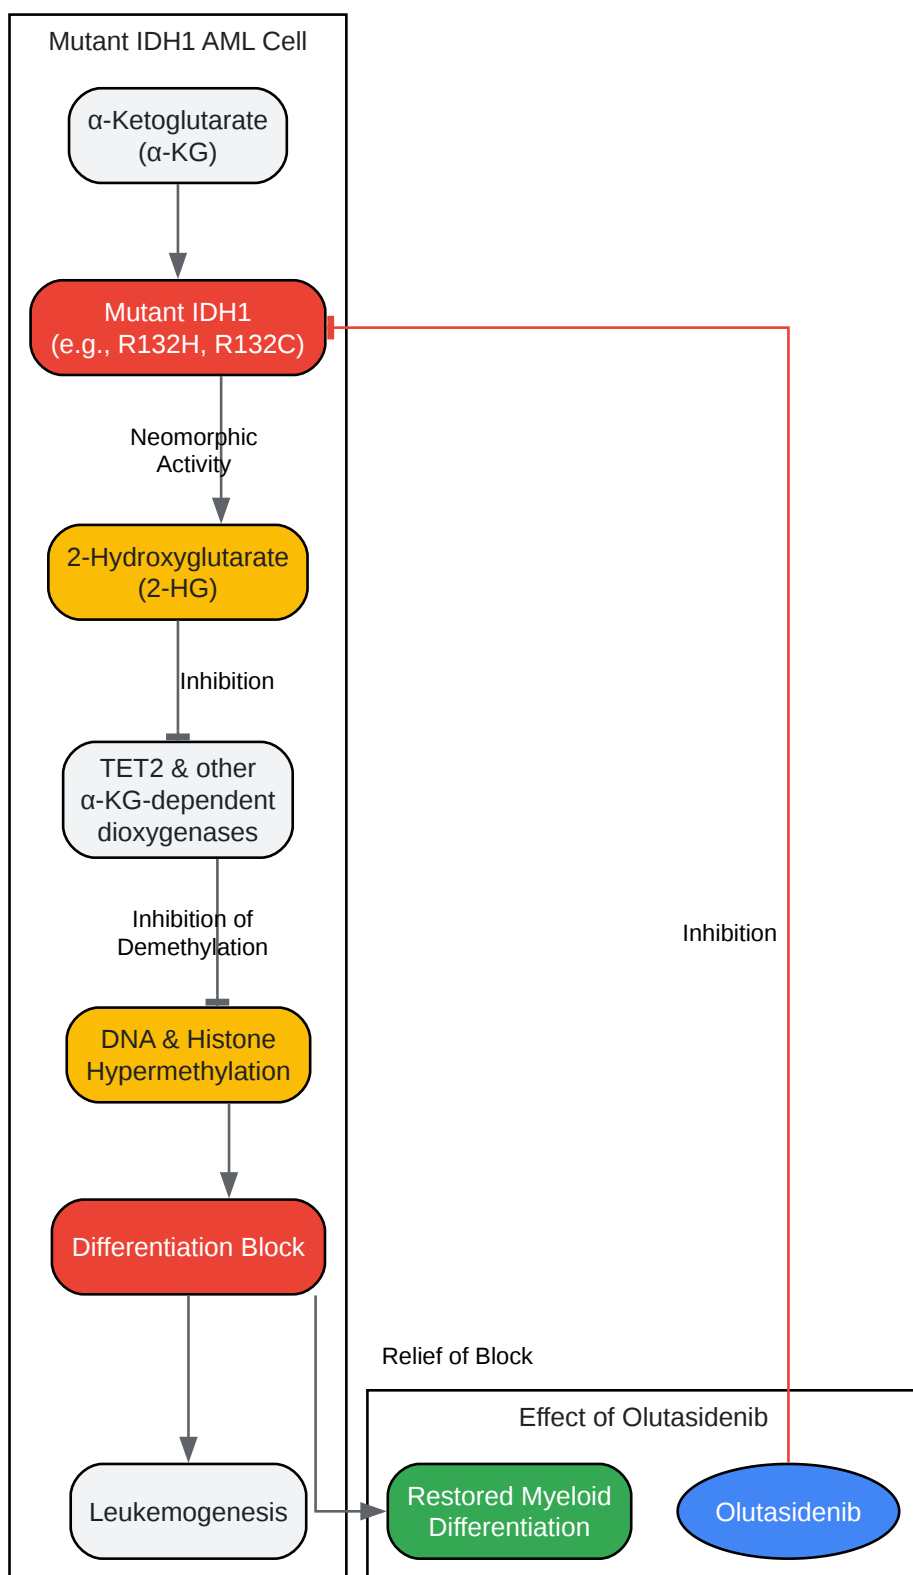 Mutant IDH1 AML Cell
α-Ketoglutarate
(α-KG)
Mutant IDH1
(e.g., R132H, R132C)
Neomorphic
Activity
2-Hydroxyglutarate
(2-HG)
Inhibition
TET2 & other
α-KG-dependent
dioxygenases
Inhibition of
Demethylation
Inhibition
DNA & Histone
Hypermethylation
Differentiation Block
Relief of Block
Effect of Olutasidenib
Leukemogenesis
Restored Myeloid
Differentiation
Olutasidenib